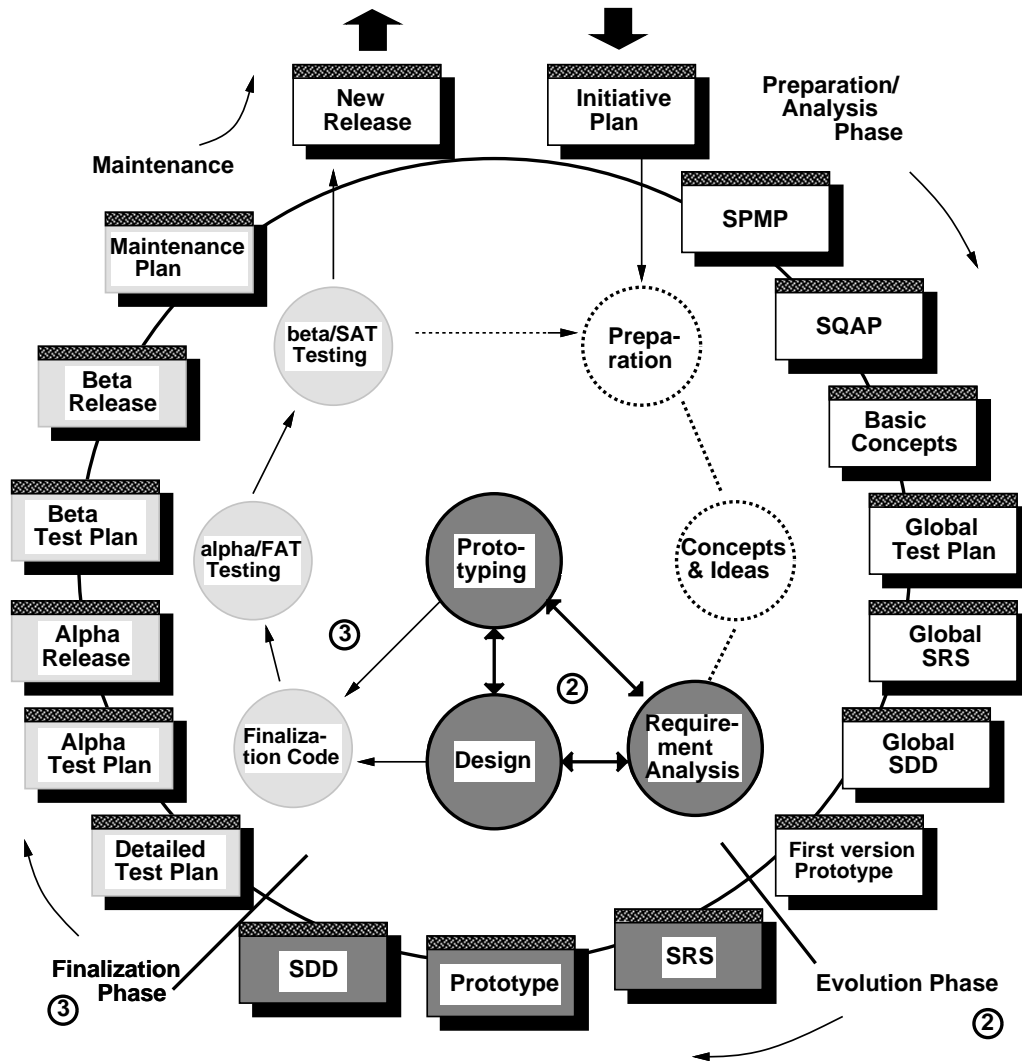 New
Release
Initiative
Plan
Preparation/
Analysis
Phase
Maintenance
SPMP
Maintenance
Plan
SQAP
beta/SAT
Testing
Prepa-
ration
Beta
Release
Basic
Concepts
Beta
Test Plan
Global
Test Plan
alpha/FAT
Testing
Proto-
typing
Concepts
& Ideas
Alpha
Release
3
Global
SRS
2
Alpha
Test Plan
Finaliza-
tion Code
Design
Require-
ment
Analysis
Global
SDD
Detailed
Test Plan
First version
Prototype
SDD
Prototype
SRS
Finalization
Phase
3
Evolution Phase
2